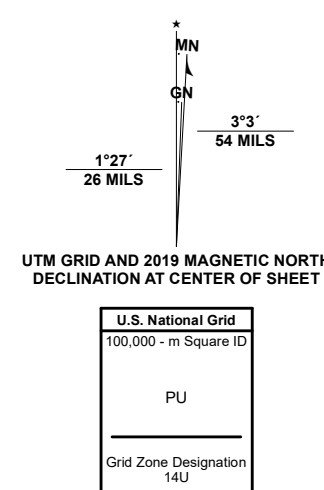 ★
MN
GN
3°3´
54 MILS
1°27´
26 MILS
UTM GRID AND 2019 MAGNETIC NORTH
DECLINATION AT CENTER OF SHEET
U.S. National Grid
100,000 - m Square ID
PU
Grid Zone Designation
14U